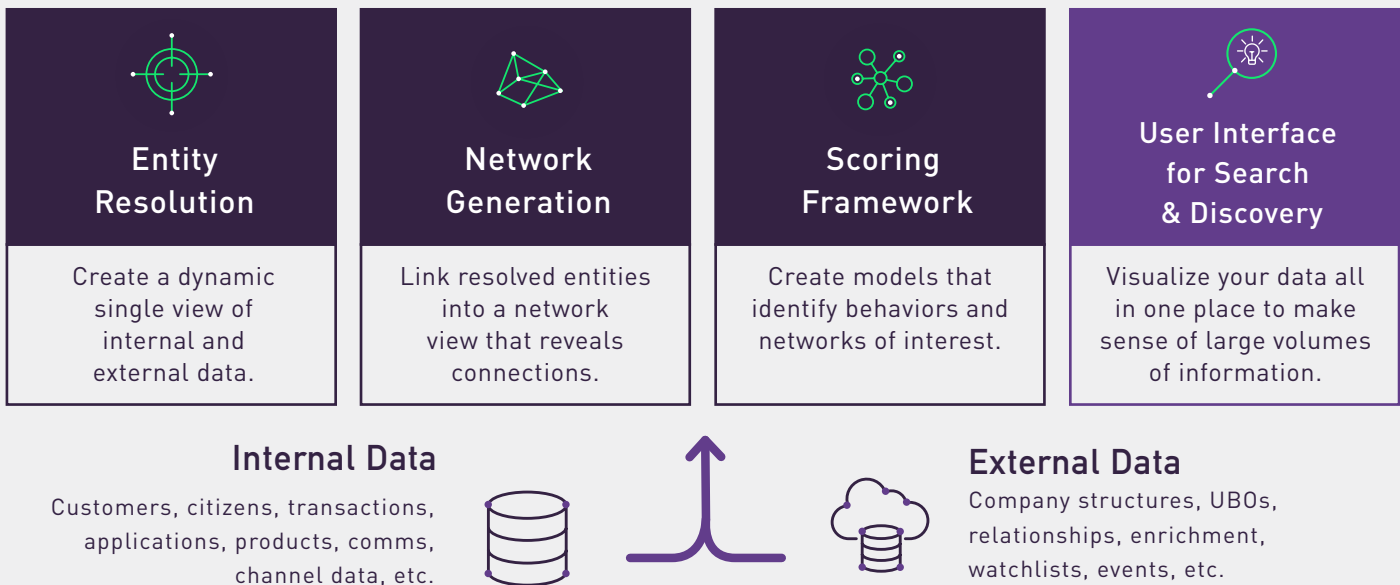 Entity
Resolution
Create a dynamic
single view of
internal and
external data.
Network
Generation
Link resolved entities
into a network
view that reveals
connections.
Scoring
Framework
Create models that
identify behaviors and
networks of interest.
User Interface
for Search
& Discovery
Visualize your data all
in one place to make
sense of large volumes
of information.
Internal Data
Customers, citizens, transactions,
applications, products, comms,
channel data, etc.
External Data
Company structures, UBOs,
relationships, enrichment,
watchlists, events, etc.